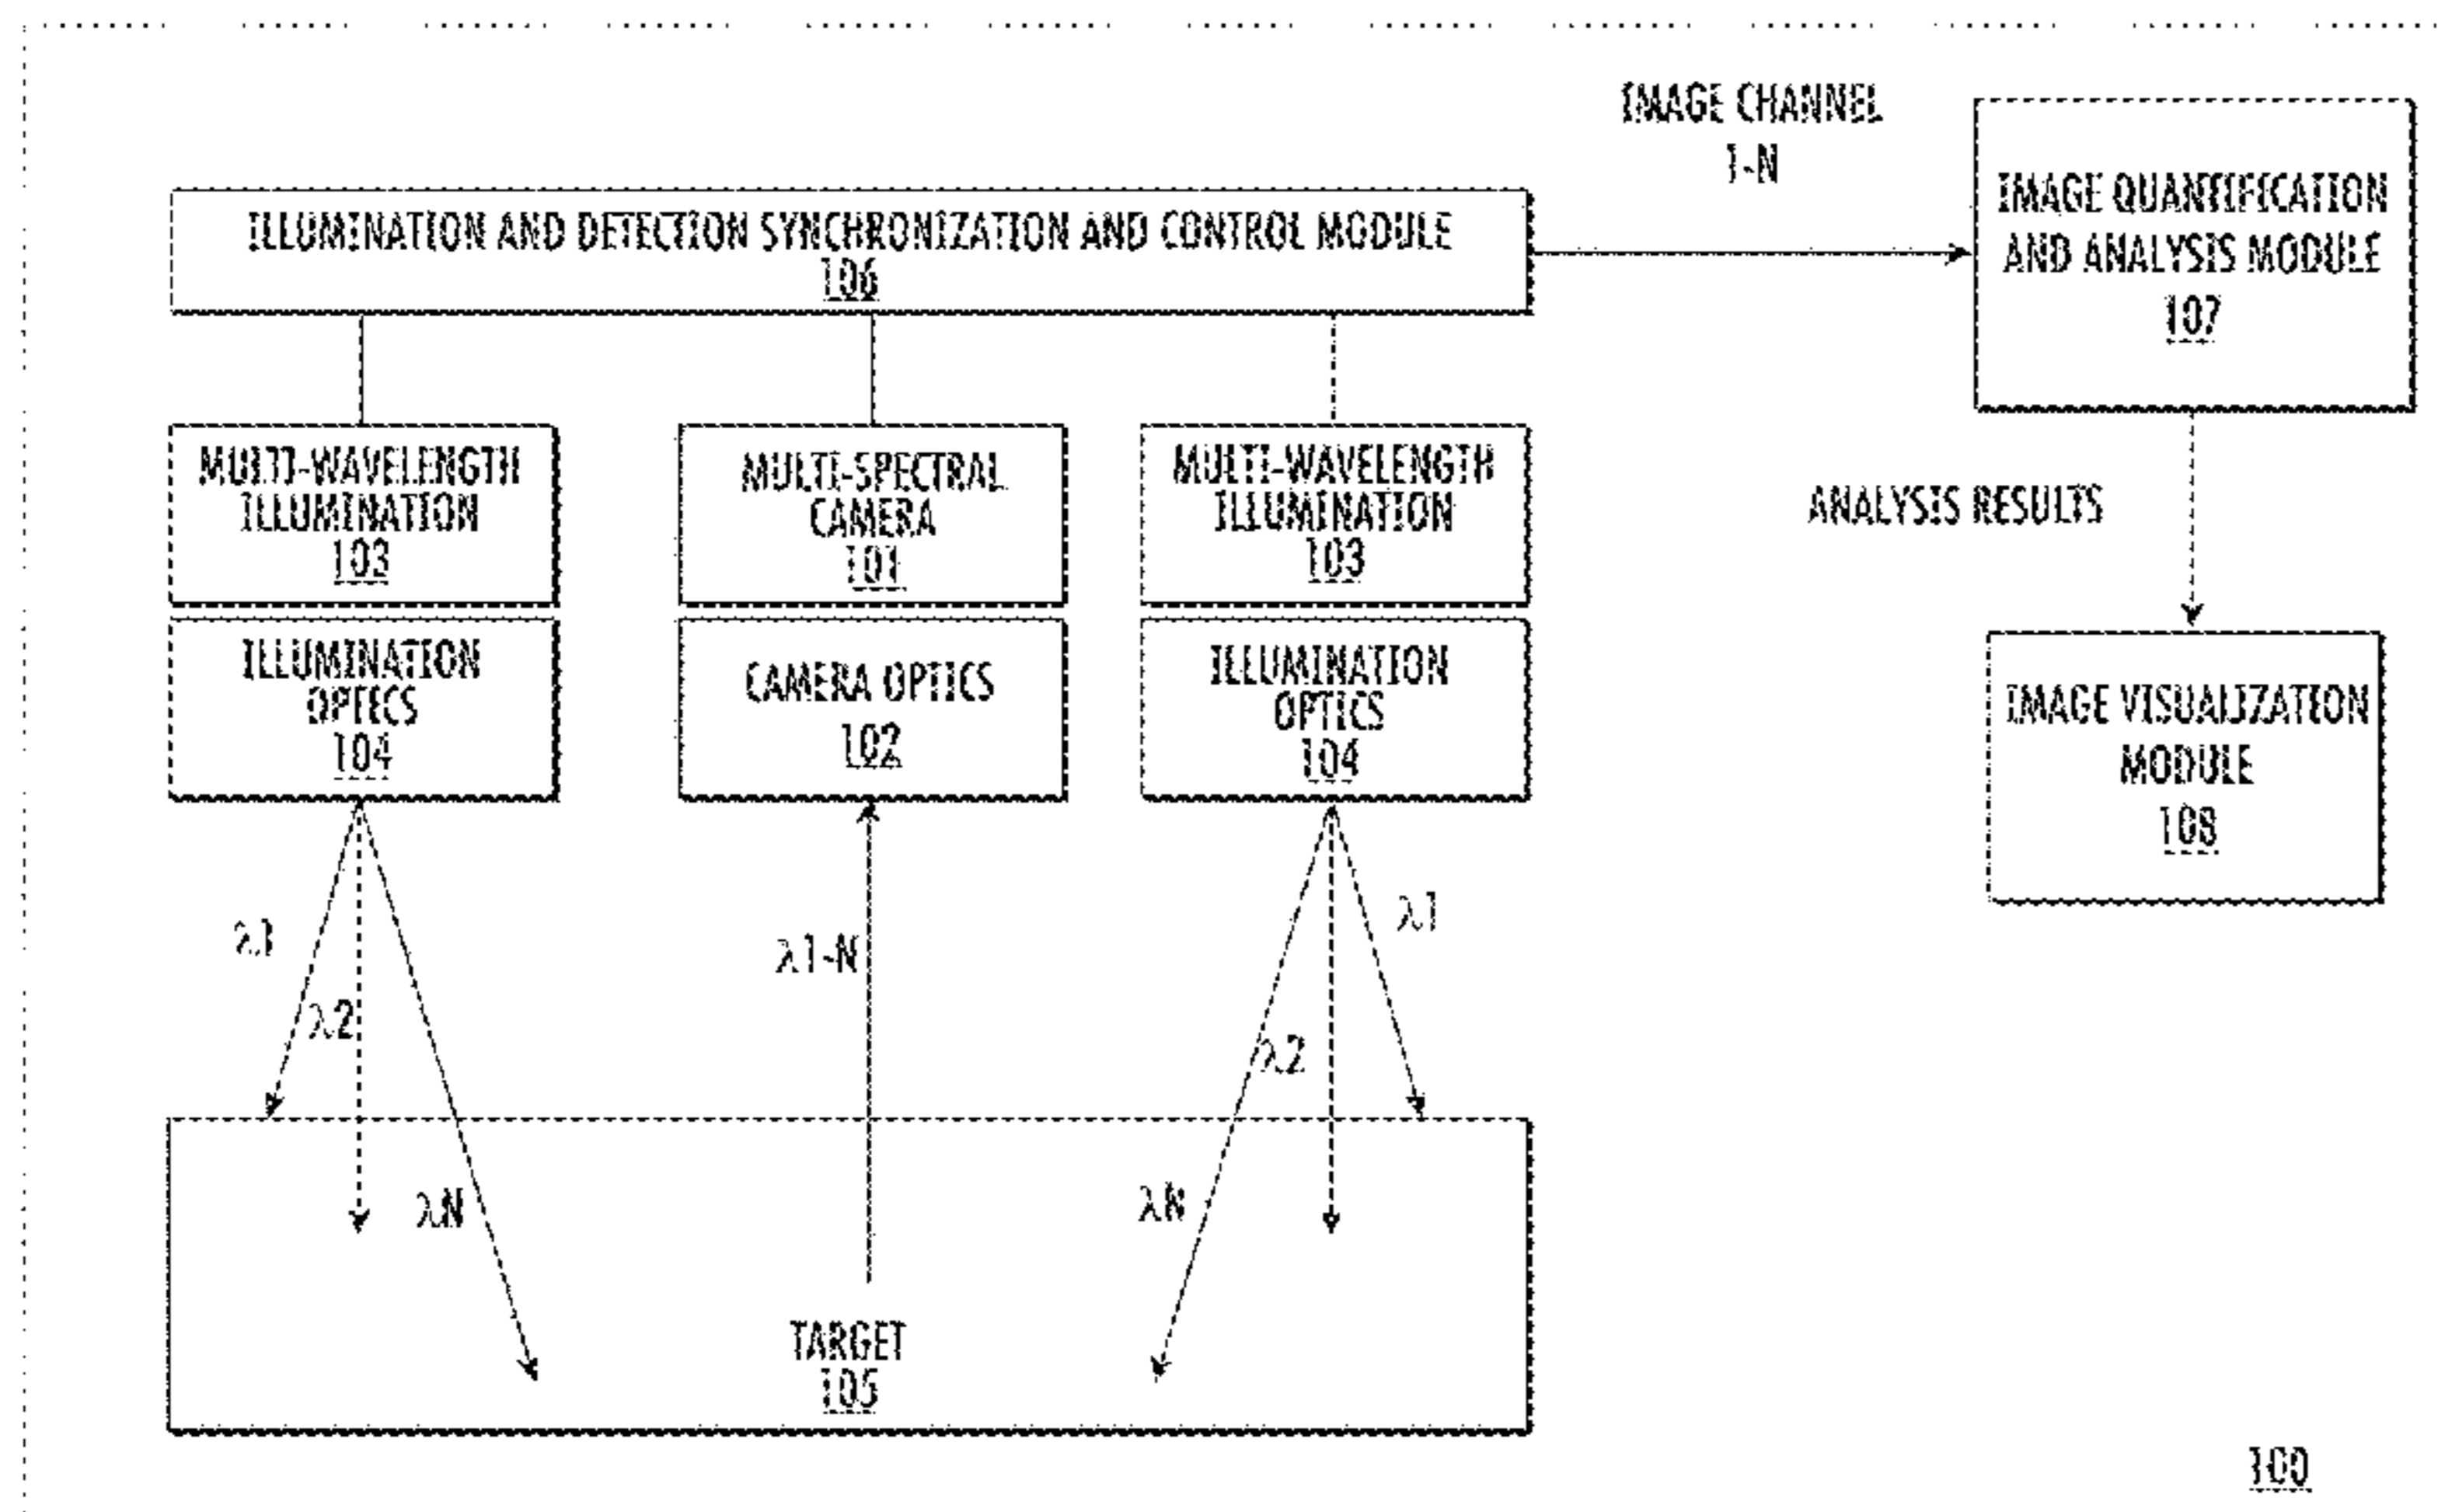 IMAGE CHANNEL
1-N
IMAGE QUANTIFICATION
AND ANALYSIS MODULE
107
ILLUMINATION AND DETECTION SYNCHRONIZATION AND CONTROL MODULE
106
MULTI-WAVELENGTH
ILLUMINATION
103
MULTI-SPECTRAL
CAMERA
101
MULTI-WAVELENGTH
ILLUMINATION
103
ANALYSIS RESULTS
ILLUMINATION
OPTICS
104
CAMERA OPTICS
102
ILLUMINATION
OPTICS
104
IMAGE VISUALIZATION
MODULE
108
λ1
λ2
λN
λ1-N
λ1
λ2
λN
TARGET
105
100